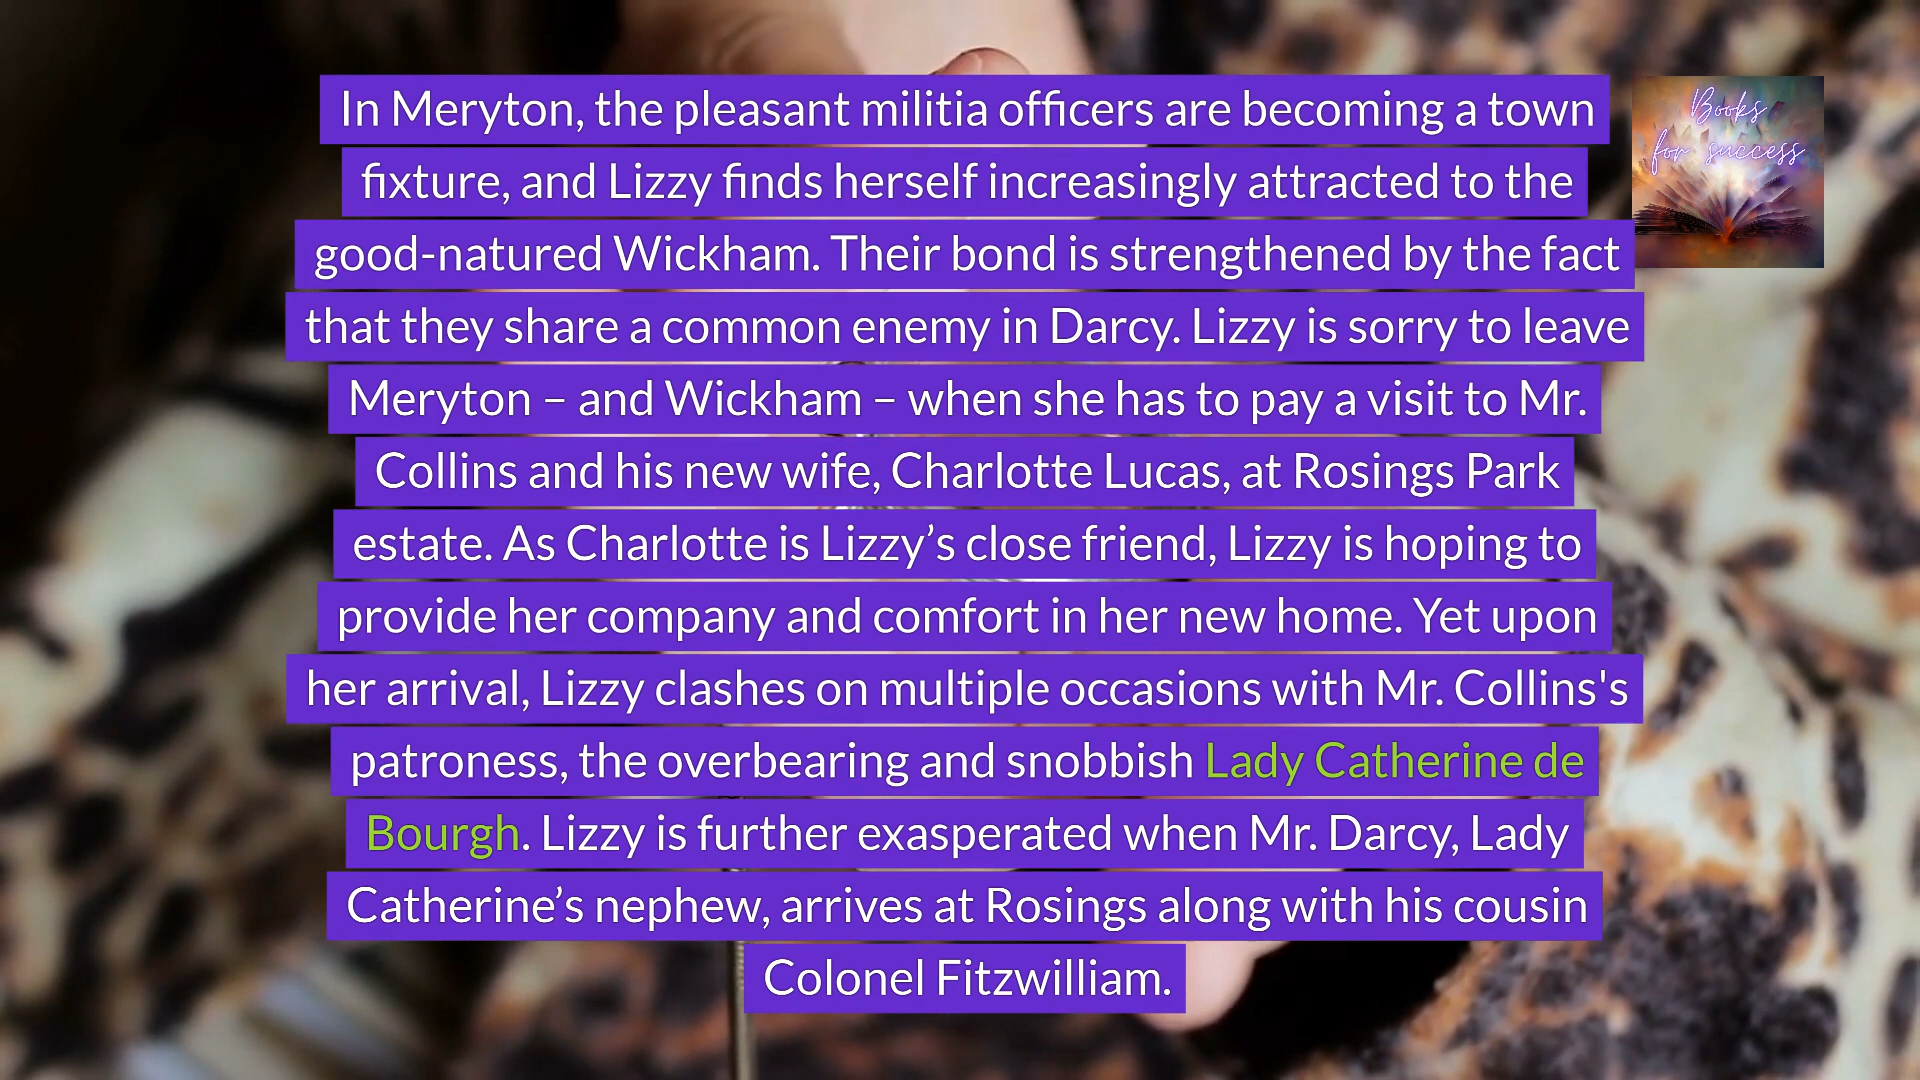 In Meryton, the pleasant militia officers are becoming a town
fixture, and Lizzy finds herself increasingly attracted to the
good-natured Wickham. Their bond is strengthened by the fact
that they share a common enemy in Darcy. Lizzy is sorry to leave
Meryton – and Wickham – when she has to pay a visit to Mr.
Collins and his new wife, Charlotte Lucas, at Rosings Park
estate. As Charlotte is Lizzy’s close friend, Lizzy is hoping to
provide her company and comfort in her new home. Yet upon
her arrival, Lizzy clashes on multiple occasions with Mr. Collins's
patroness, the overbearing and snobbish Lady Catherine de
Bourgh. Lizzy is further exasperated when Mr. Darcy, Lady
Catherine’s nephew, arrives at Rosings along with his cousin
Colonel Fitzwilliam.
Books
for success